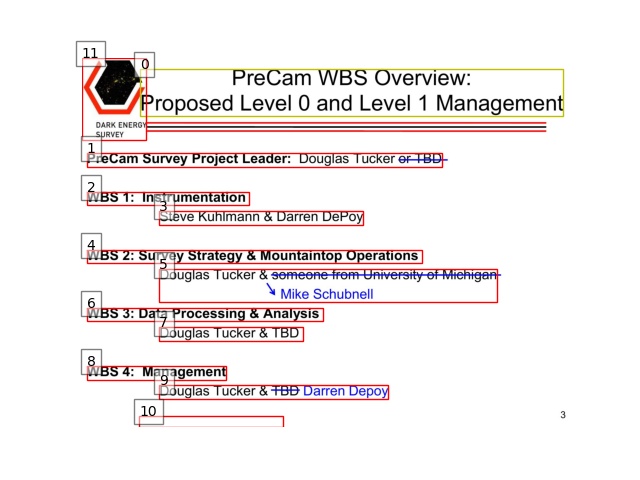 11
0
PreCam WBS Overview:
Proposed Level 0 and Level 1 Management
DARK ENERGY
SURVEY
1
PreCam Survey Project Leader: Douglas Tucker or TBD
2
WBS 1: Instrumentation
3
Steve Kuhlmann & Darren DePoy
4
WBS 2: Survey Strategy & Mountaintop Operations
5
Douglas Tucker & someone from University of Michigan
Mike Schubnell
6
WBS 3: Data Processing & Analysis
7
Douglas Tucker & TBD
8
WBS 4: Management
9
Douglas Tucker & TBD Darren Depoy
10
3